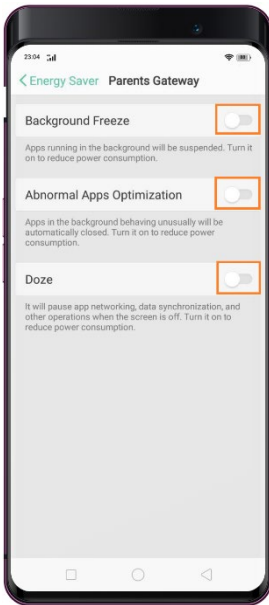 23:04
Energy Saver Parents Gateway
Background Freeze
Apps running in the background will be suspended. Turn it
on to reduce power consumption.
Abnormal Apps Optimization
Apps in the background behaving unusually will be
automatically closed. Turn it on to reduce power
consumption.
Doze
It will pause app networking, data synchronization, and
other operations when the screen is off. Turn it on to
reduce power consumption.